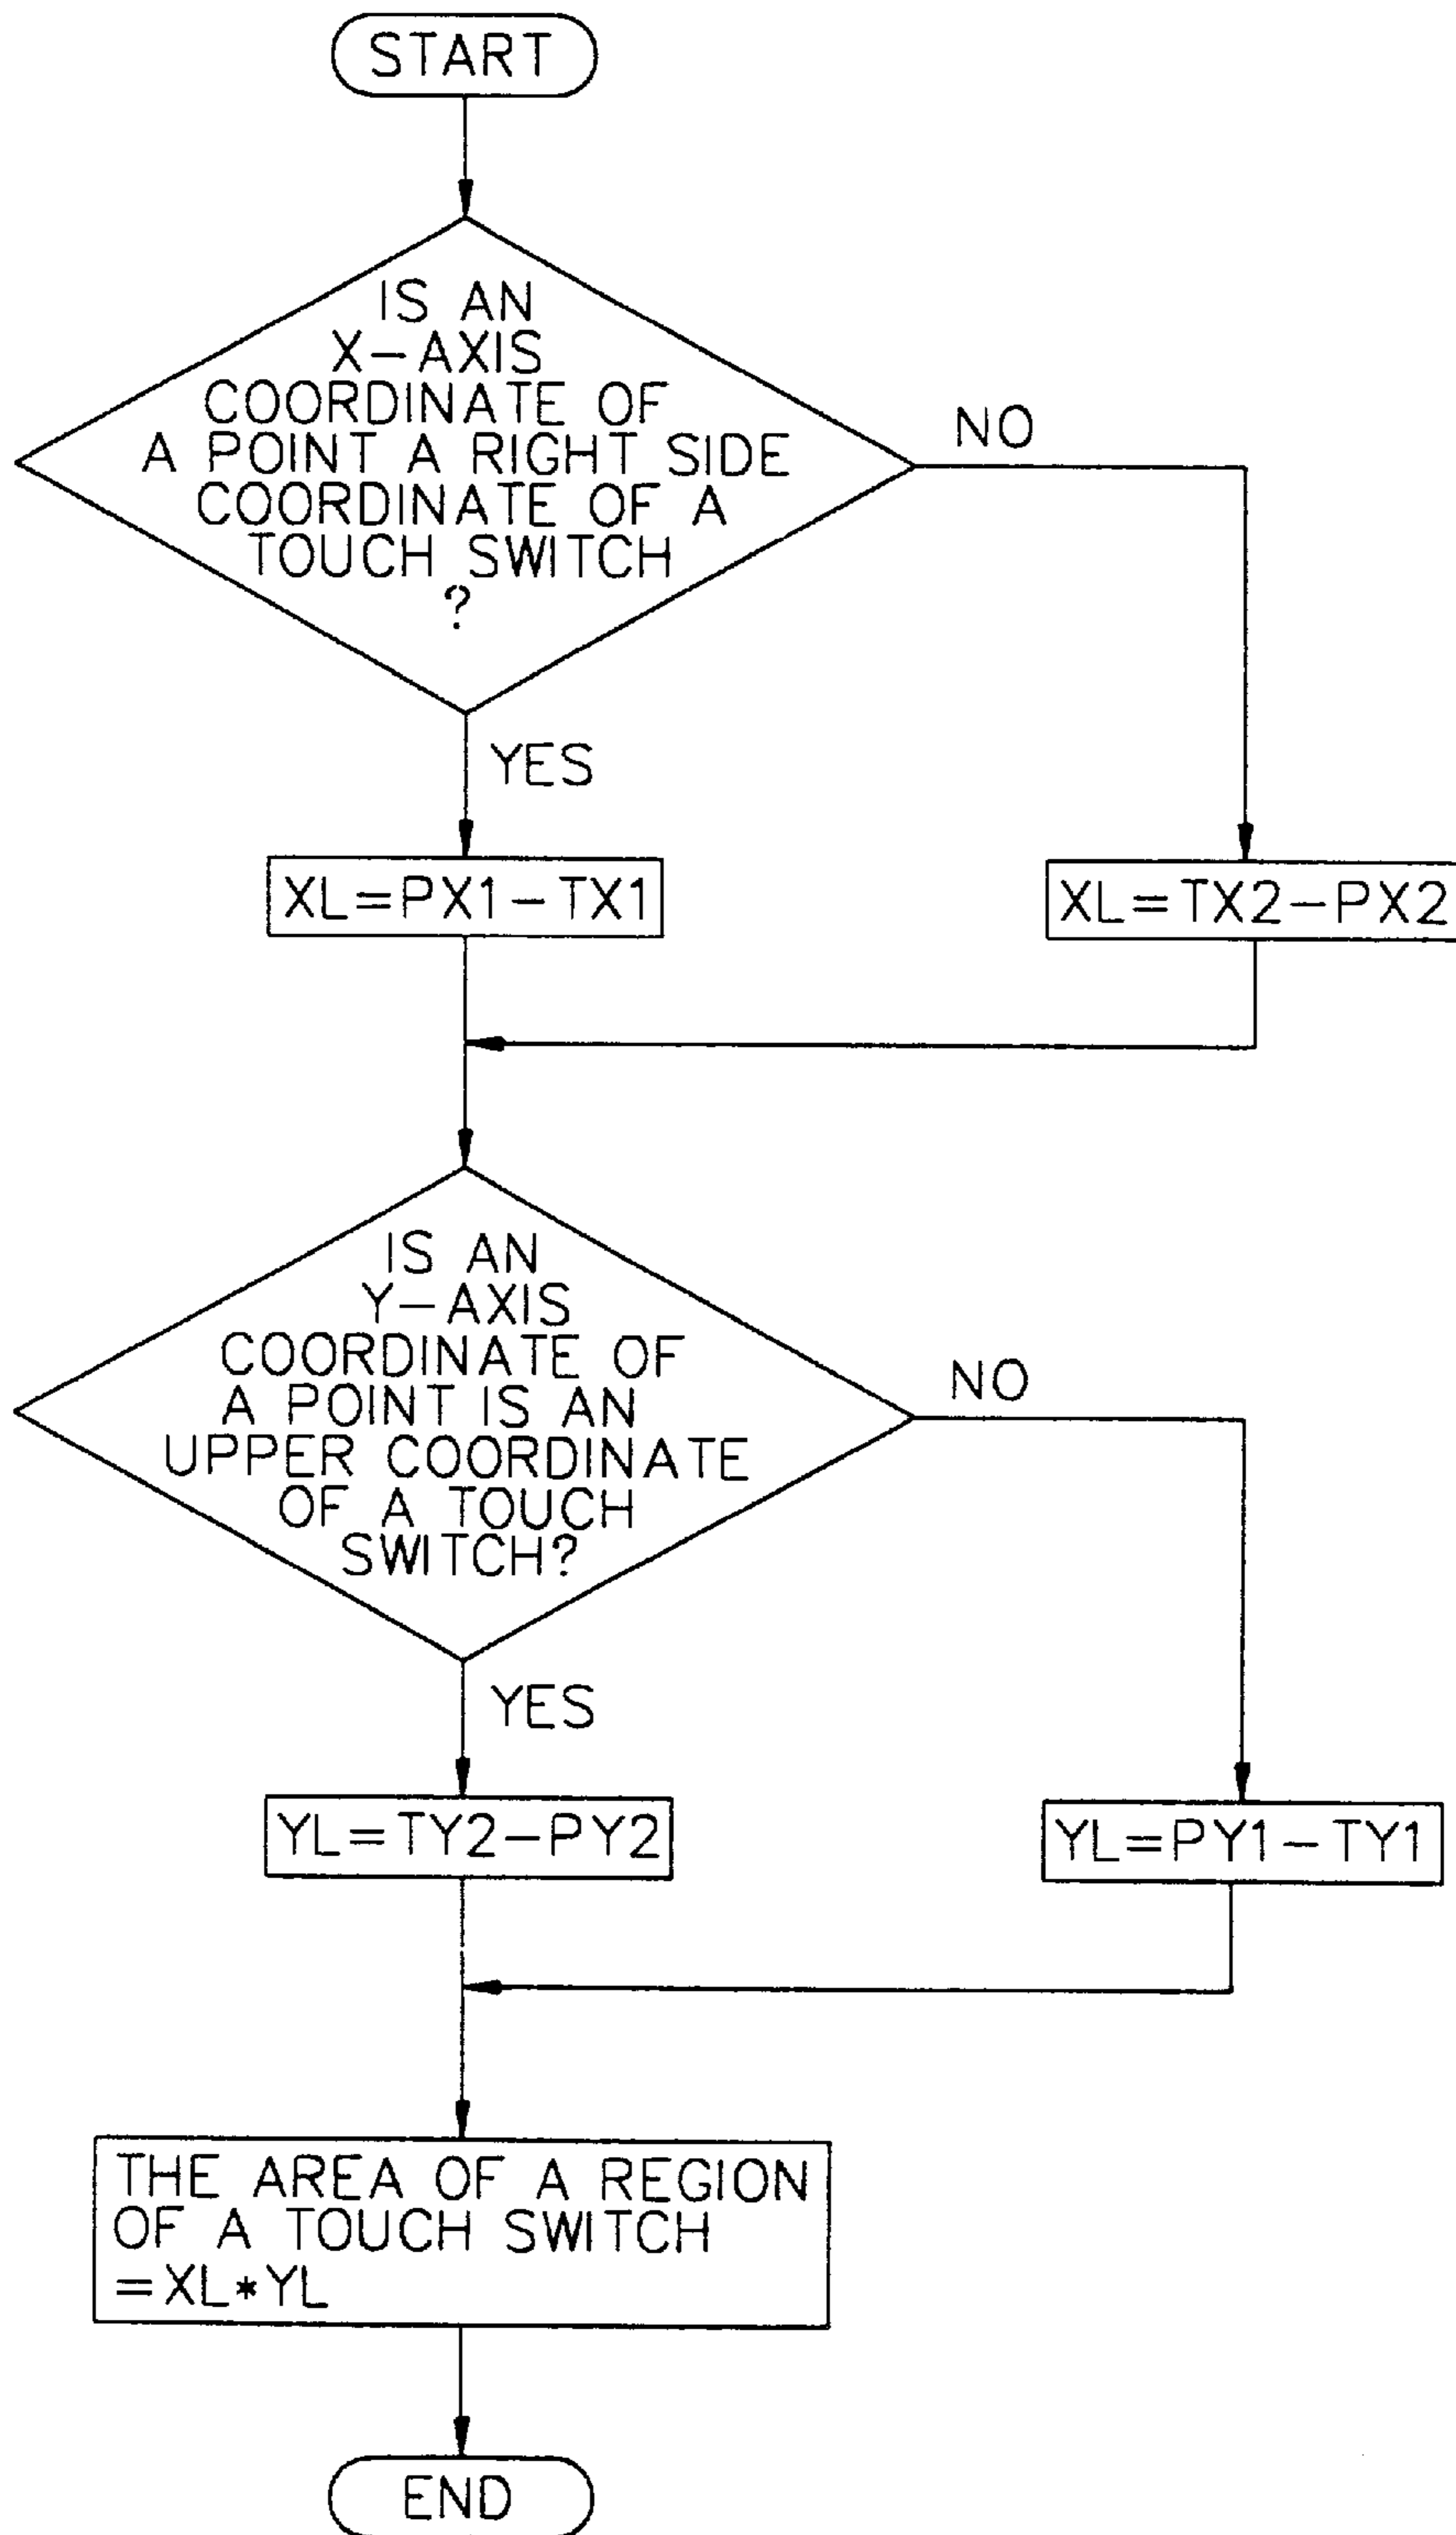 START
IS AN
X-AXIS
COORDINATE OF
A POINT A RIGHT SIDE
COORDINATE OF A
TOUCH SWITCH
?
NO
YES
XL=PX1-TX1
XL=TX2-PX2
IS AN
Y-AXIS
COORDINATE OF
A POINT IS AN
UPPER COORDINATE
OF A TOUCH
SWITCH?
NO
YES
YL=TY2-PY2
YL=PY1-TY1
THE AREA OF A REGION
OF A TOUCH SWITCH
=XL*YL
END